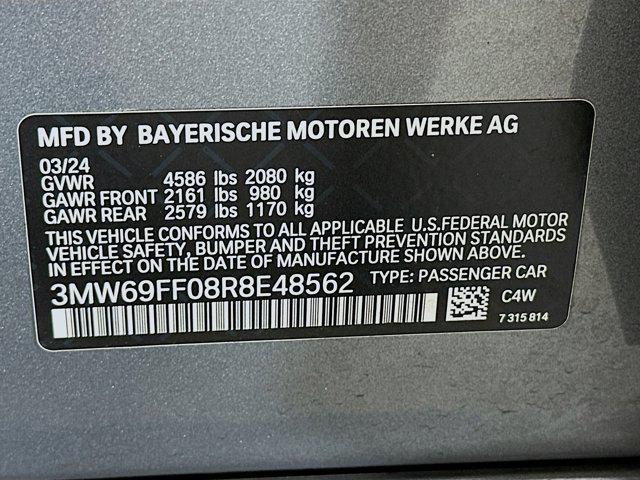 MFD BY BAYERISCHE MOTOREN WERKE AG
03/24
GVWR 4586 lbs 2080 kg
GAWR FRONT 2161 lbs 980 kg
GAWR REAR 2579 lbs 1170 kg
THIS VEHICLE CONFORMS TO ALL APPLICABLE U.S.FEDERAL MOTOR
VEHICLE SAFETY, BUMPER AND THEFT PREVENTION STANDARDS
IN EFFECT ON THE DATE OF MANUFACTURE SHOWN ABOVE.
3MW69FF08R8E48562 TYPE: PASSENGER CAR
C4W
7 315 814